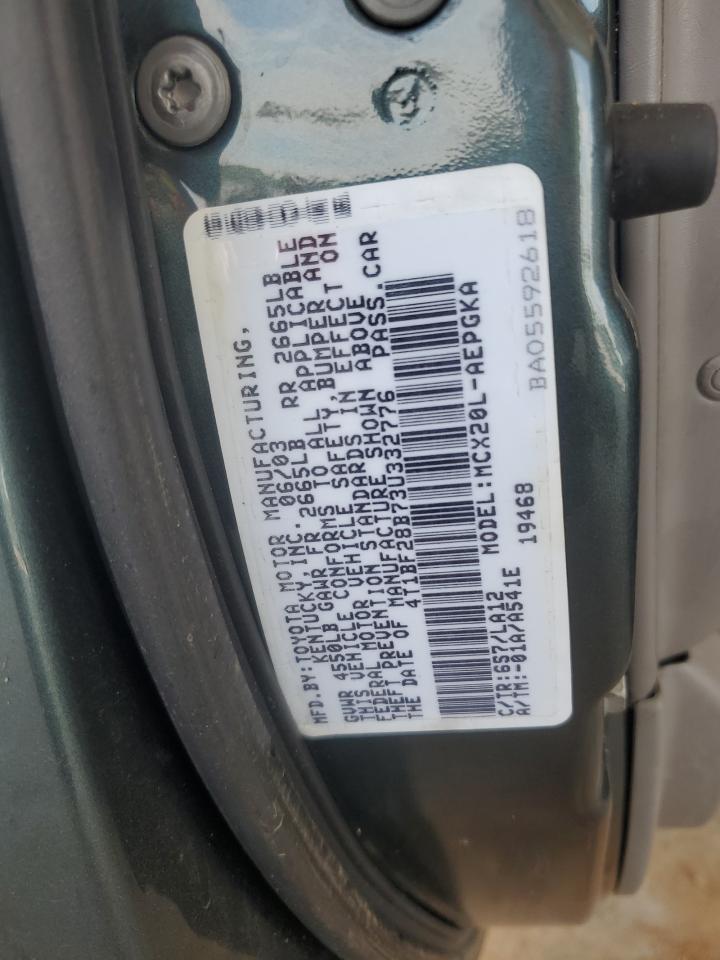 MFD.BY:TOYOTA MOTOR MANUFACTURING,
KENTUCKY,INC. 06/03
GVWR 4550LB GAWR FR 2665LB RR 2665LB
THIS VEHICLE CONFORMS TO ALL APPLICABLE
FEDERAL MOTOR VEHICLE SAFETY,BUMPER AND
THEFT PREVENTION STANDARDS IN EFFECT ON
THE DATE OF MANUFACTURE SHOWN ABOVE
4T1BF28B73U332776 PASS.CAR
MODEL:MCX20L-AEPGKA
C/TR:6S7/LA12
A/TM:-01A/A541E 19468
BA05592618